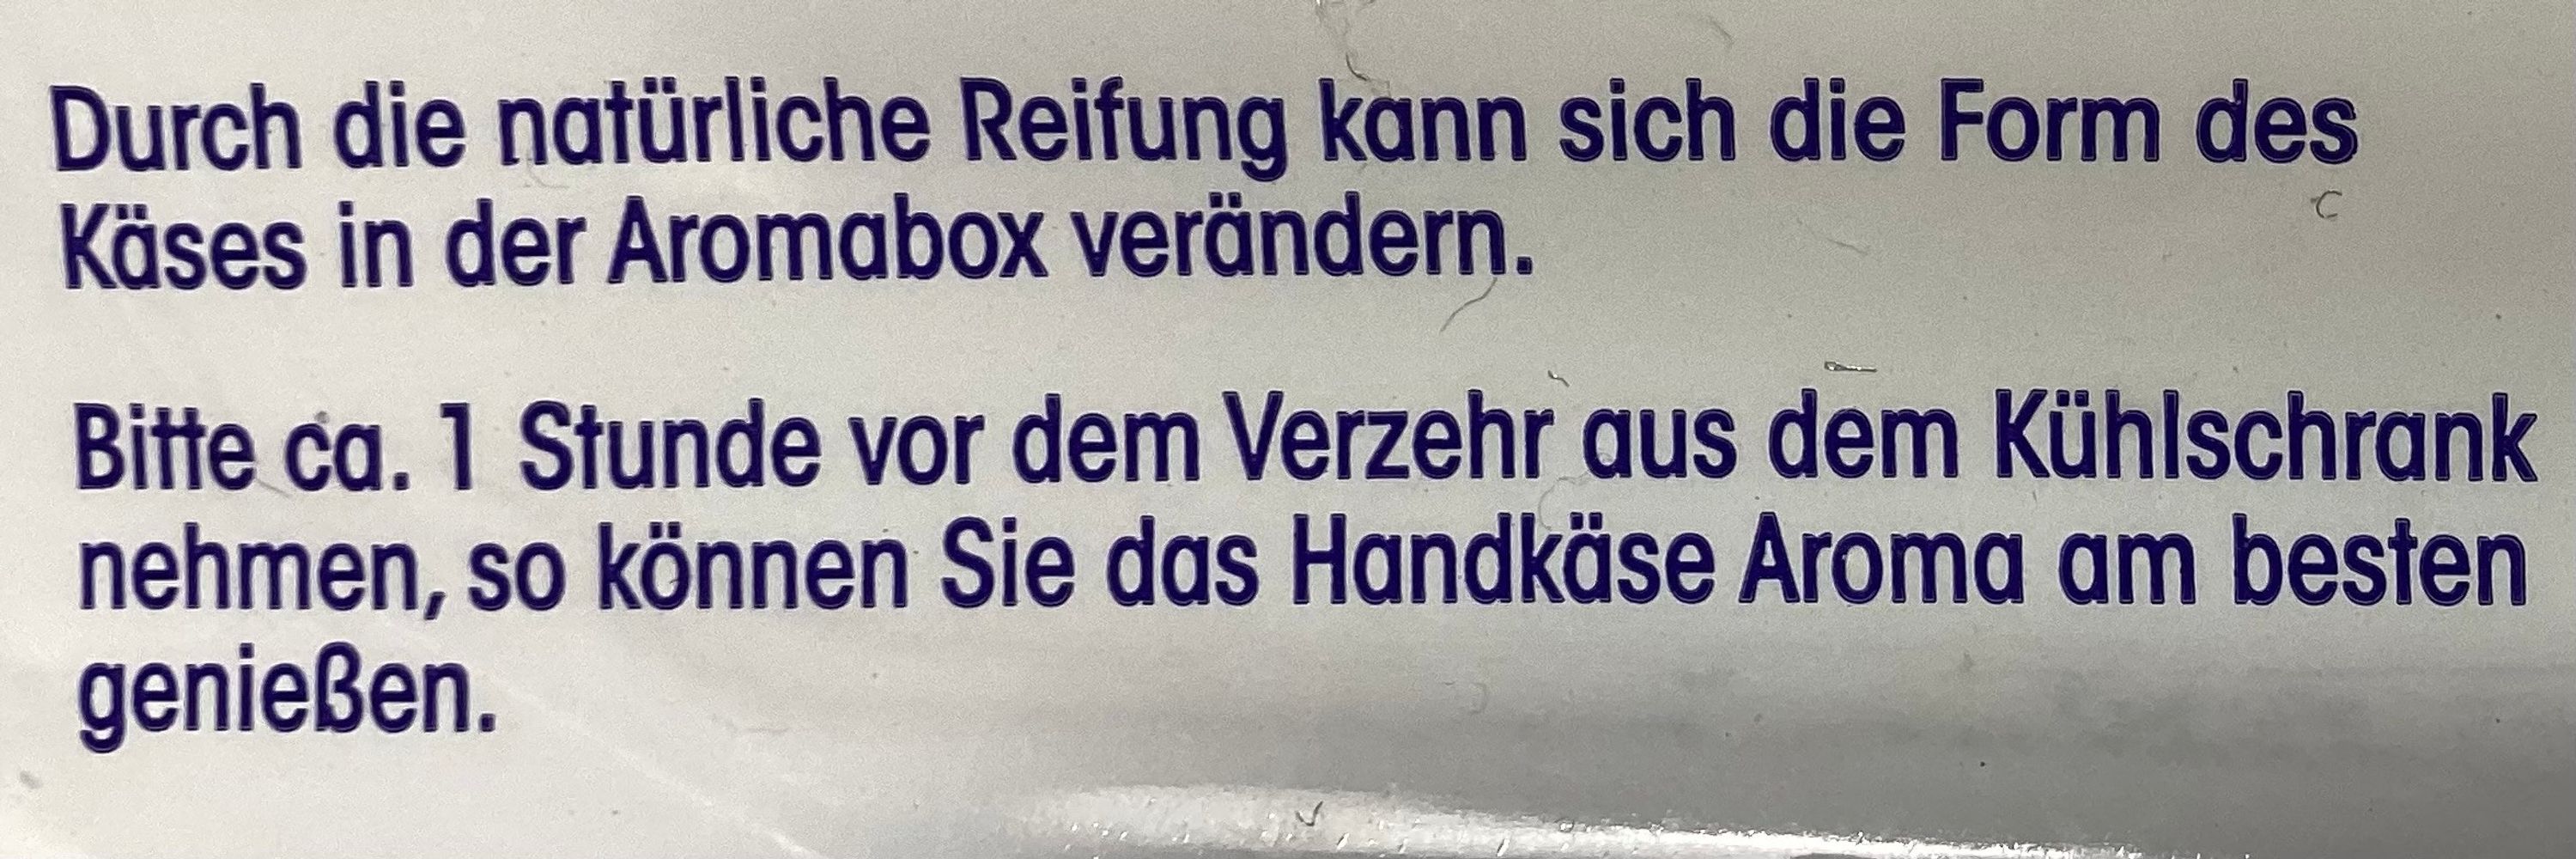 Durch die natürliche Reifung kann sich die Form des
Käses in der Aromabox verändern.
Bitte ca. 1 Stunde vor dem Verzehr aus dem Kühlschrank
nehmen, so können Sie das Handkäse Aroma am besten
genießen.